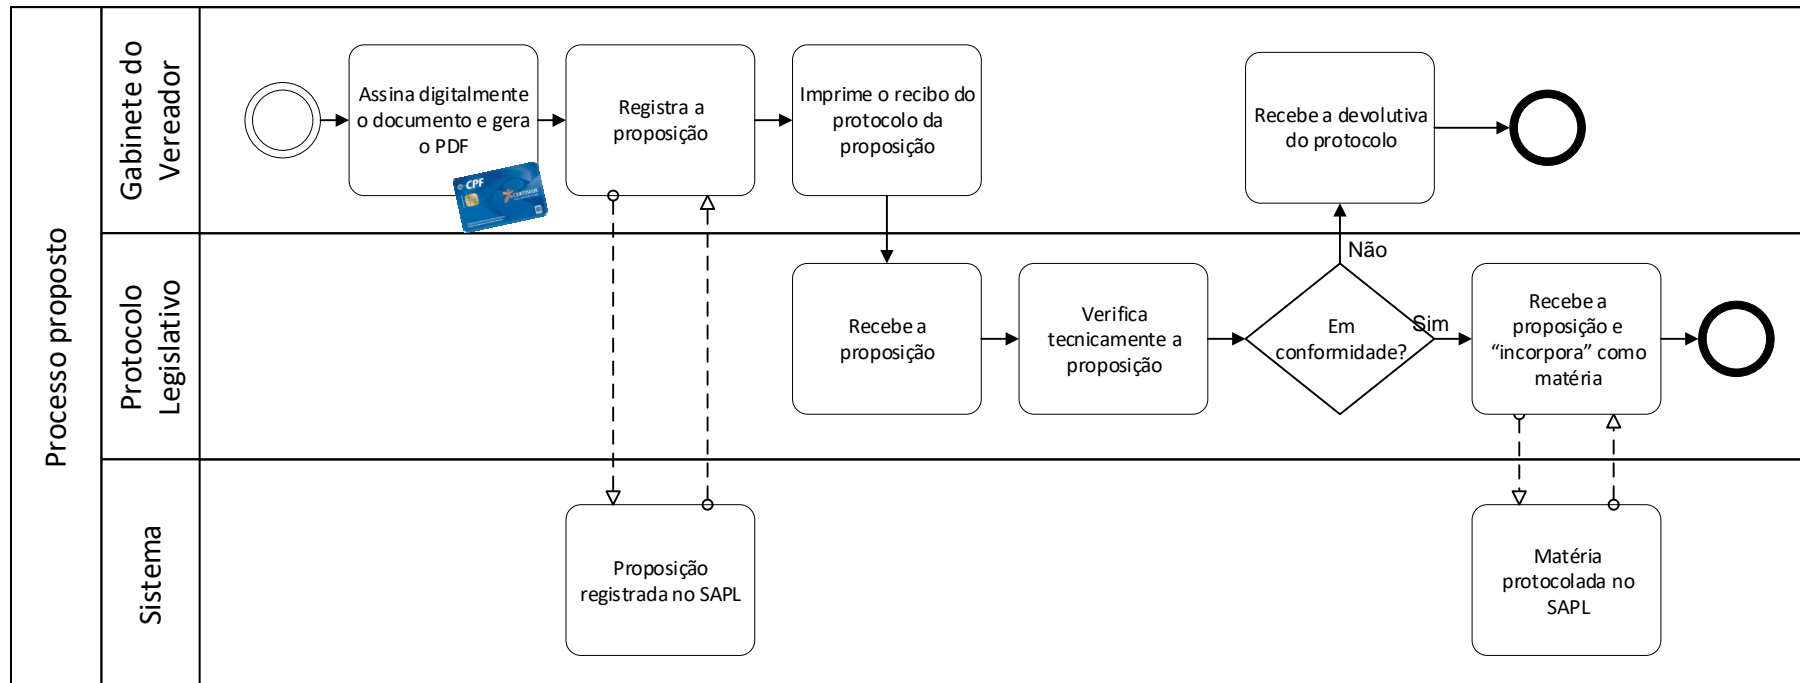 Processo proposto
Gabinete do
Vereador
Assina digitalmente
o documento e gera
o PDF
CPF
CERTISIGN
Registra a
proposição
Imprime o recibo do
protocolo da
proposição
Recebe a devolutiva
do protocolo
Protocolo
Legislativo
Recebe a
proposição
Verifica
tecnicamente a
proposição
Em
conformidade?
Não
Sim
Recebe a
proposição e
“incorpora” como
matéria
Sistema
Proposição
registrada no SAPL
Matéria
protocolada no
SAPL